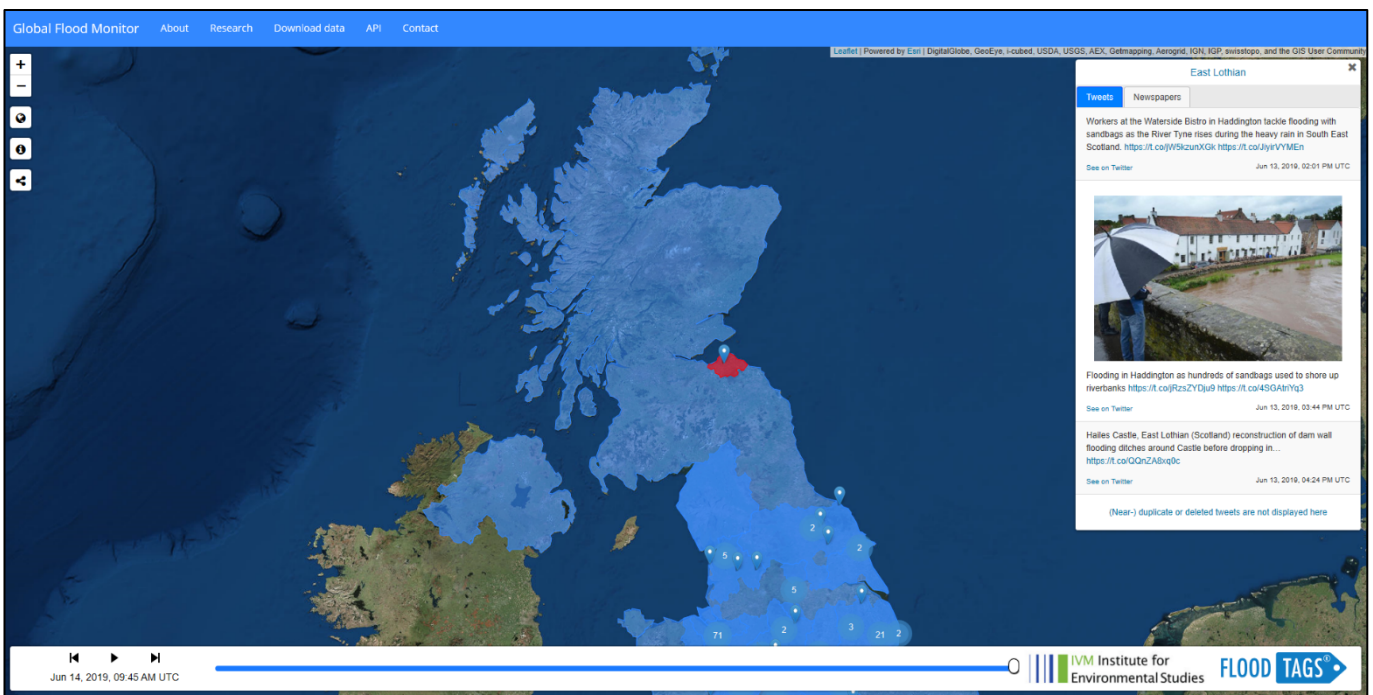 Global Flood Monitor About Research Download data API Contact
Leaflet | Powered by Esri | DigitalGlobe, GeoEye, i-cubed, USDA, USGS, AEX, Getmapping, Aerogrid, IGN, IGP, swisstopo, and the GIS User Community
+
−
East Lothian
Tweets Newspapers
Workers at the Waterside Bistro in Haddington tackle flooding with
sandbags as the River Tyne rises during the heavy rain in South East
Scotland. https://t.co/jW5kzunXGk https://t.co/JiyirVYMEn
See on Twitter Jun 13, 2019, 02:01 PM UTC
Flooding in Haddington as hundreds of sandbags used to shore up
riverbanks https://t.co/jRzsZYDju9 https://t.co/4SGAtriYq3
See on Twitter Jun 13, 2019, 03:44 PM UTC
Hailes Castle, East Lothian (Scotland) reconstruction of dam wall
flooding ditches around Castle before dropping in…
https://t.co/QQnZA8xq0c
See on Twitter Jun 13, 2019, 04:24 PM UTC
(Near-) duplicate or deleted tweets are not displayed here
2
2
5
5
71
2
3
21
2
Jun 14, 2019, 09:45 AM UTC
IVM Institute for
Environmental Studies
FLOOD TAGS®